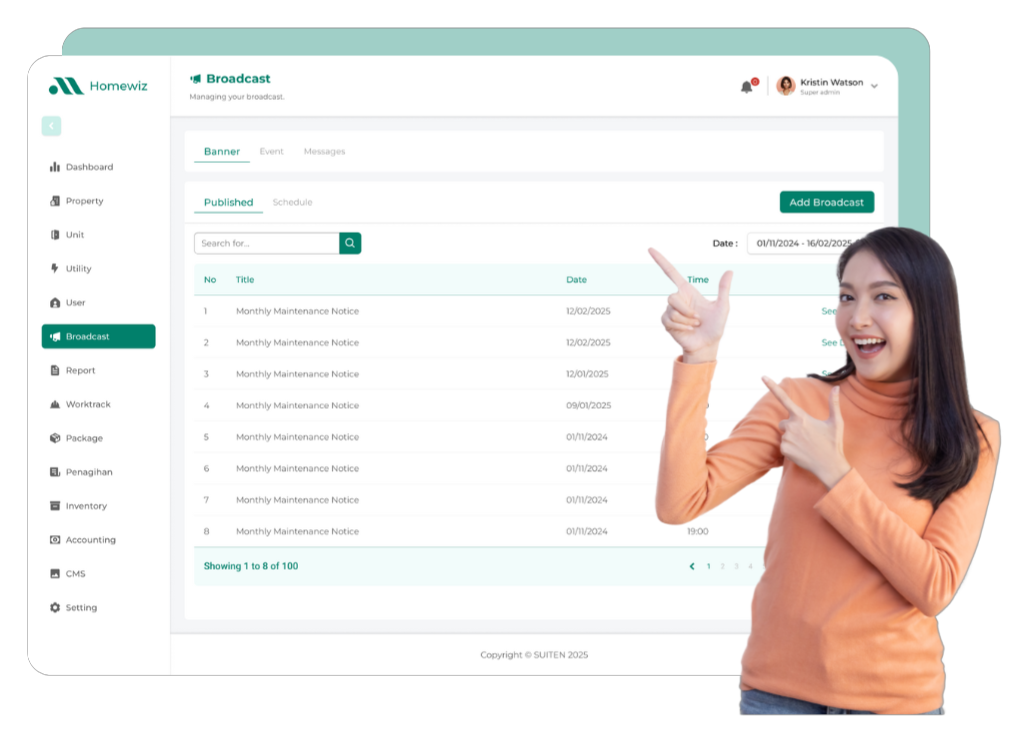 Homewiz
Broadcast
Managing your broadcast.
Kristin Watson
Super admin
Dashboard
Property
Unit
Utility
User
Broadcast
Report
Worktrack
Package
Penagihan
Inventory
Accounting
CMS
Setting
Banner Event Messages
Published Schedule
Add Broadcast
Search for...
Date : 01/11/2024 - 16/02/2025
No Title Date Time
1 Monthly Maintenance Notice 12/02/2025 See
2 Monthly Maintenance Notice 12/02/2025 See
3 Monthly Maintenance Notice 12/01/2025
4 Monthly Maintenance Notice 09/01/2025
5 Monthly Maintenance Notice 01/11/2024
6 Monthly Maintenance Notice 01/11/2024
7 Monthly Maintenance Notice 01/11/2024
8 Monthly Maintenance Notice 01/11/2024 19:00
Showing 1 to 8 of 100
1 2 3 4
Copyright © SUITEN 2025